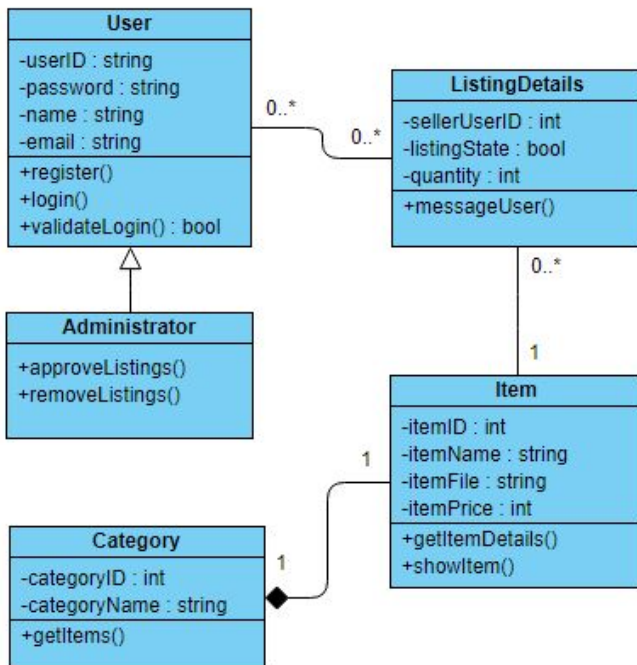 User
-userID : string
-password : string
-name : string
-email : string
+register()
+login()
+validateLogin() : bool
0..*
0..*
ListingDetails
-sellerUserID : int
-listingState : bool
-quantity : int
+messageUser()
0..*
1
Administrator
+approveListings()
+removeListings()
Item
-itemID : int
-itemName : string
-itemFile : string
-itemPrice : int
+getItemDetails()
+showItem()
1
1
Category
-categoryID : int
-categoryName : string
+getItems()